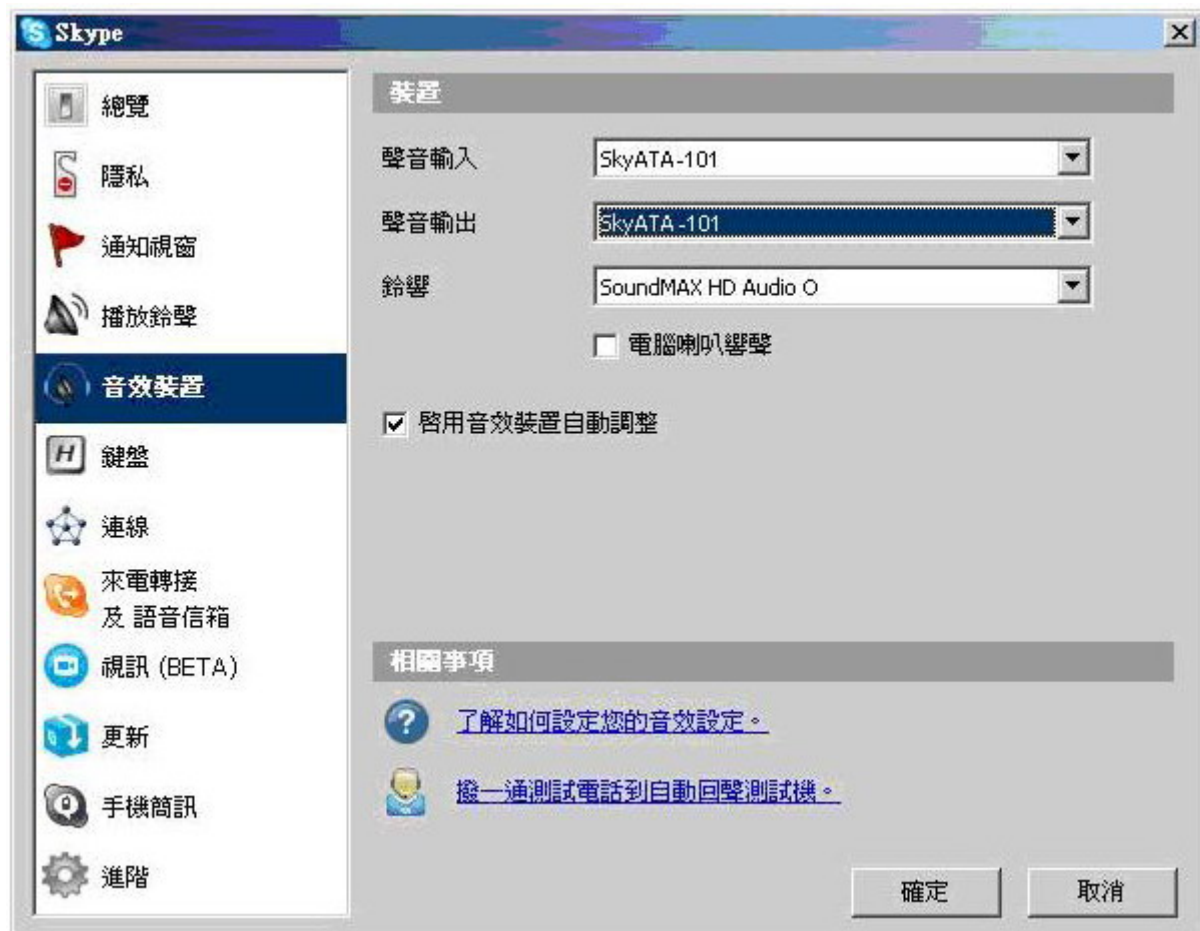 Skype
總覽
隱私
通知視窗
播放鈴聲
音效裝置
鍵盤
連線
來電轉接
及 語音信箱
視訊 (BETA)
更新
手機簡訊
進階
裝置
聲音輸入 SkyATA-101
聲音輸出 SkyATA-101
鈴響 SoundMAX HD Audio O
電腦喇叭響聲
啓用音效裝置自動調整
相關事項
了解如何設定您的音效設定。
撥一通測試電話到自動回聲測試機。
確定 取消